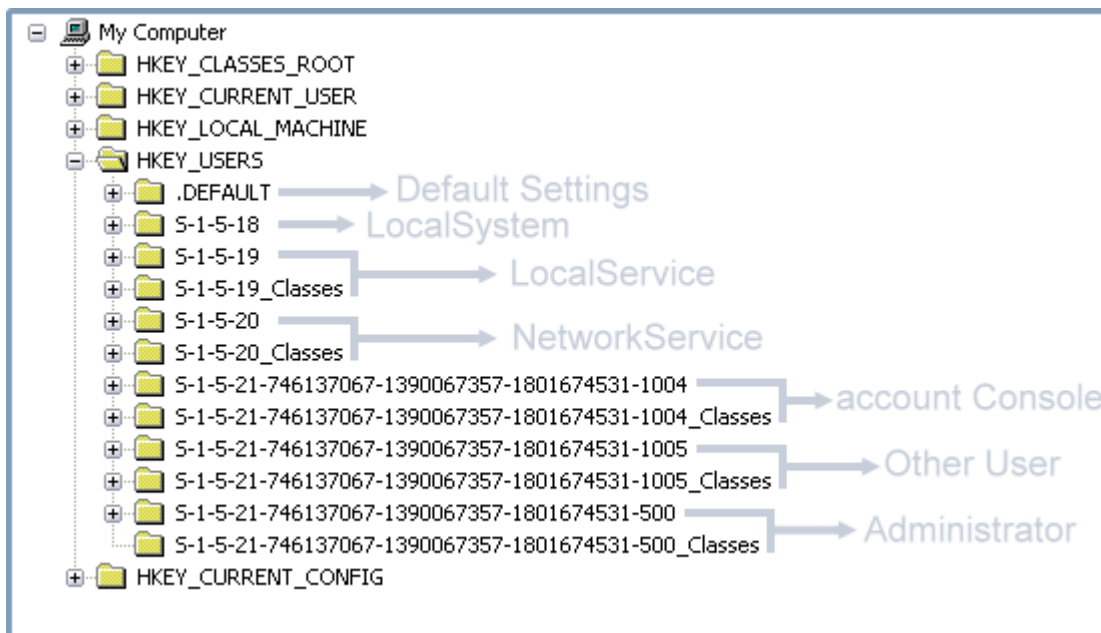 My Computer
HKEY_CLASSES_ROOT
HKEY_CURRENT_USER
HKEY_LOCAL_MACHINE
HKEY_USERS
.DEFAULT Default Settings
S-1-5-18 LocalSystem
S-1-5-19
LocalService
S-1-5-19_Classes
S-1-5-20
NetworkService
S-1-5-20_Classes
S-1-5-21-746137067-1390067357-1801674531-1004
account Console
S-1-5-21-746137067-1390067357-1801674531-1004_Classes
S-1-5-21-746137067-1390067357-1801674531-1005
Other User
S-1-5-21-746137067-1390067357-1801674531-1005_Classes
S-1-5-21-746137067-1390067357-1801674531-500
Administrator
S-1-5-21-746137067-1390067357-1801674531-500_Classes
HKEY_CURRENT_CONFIG